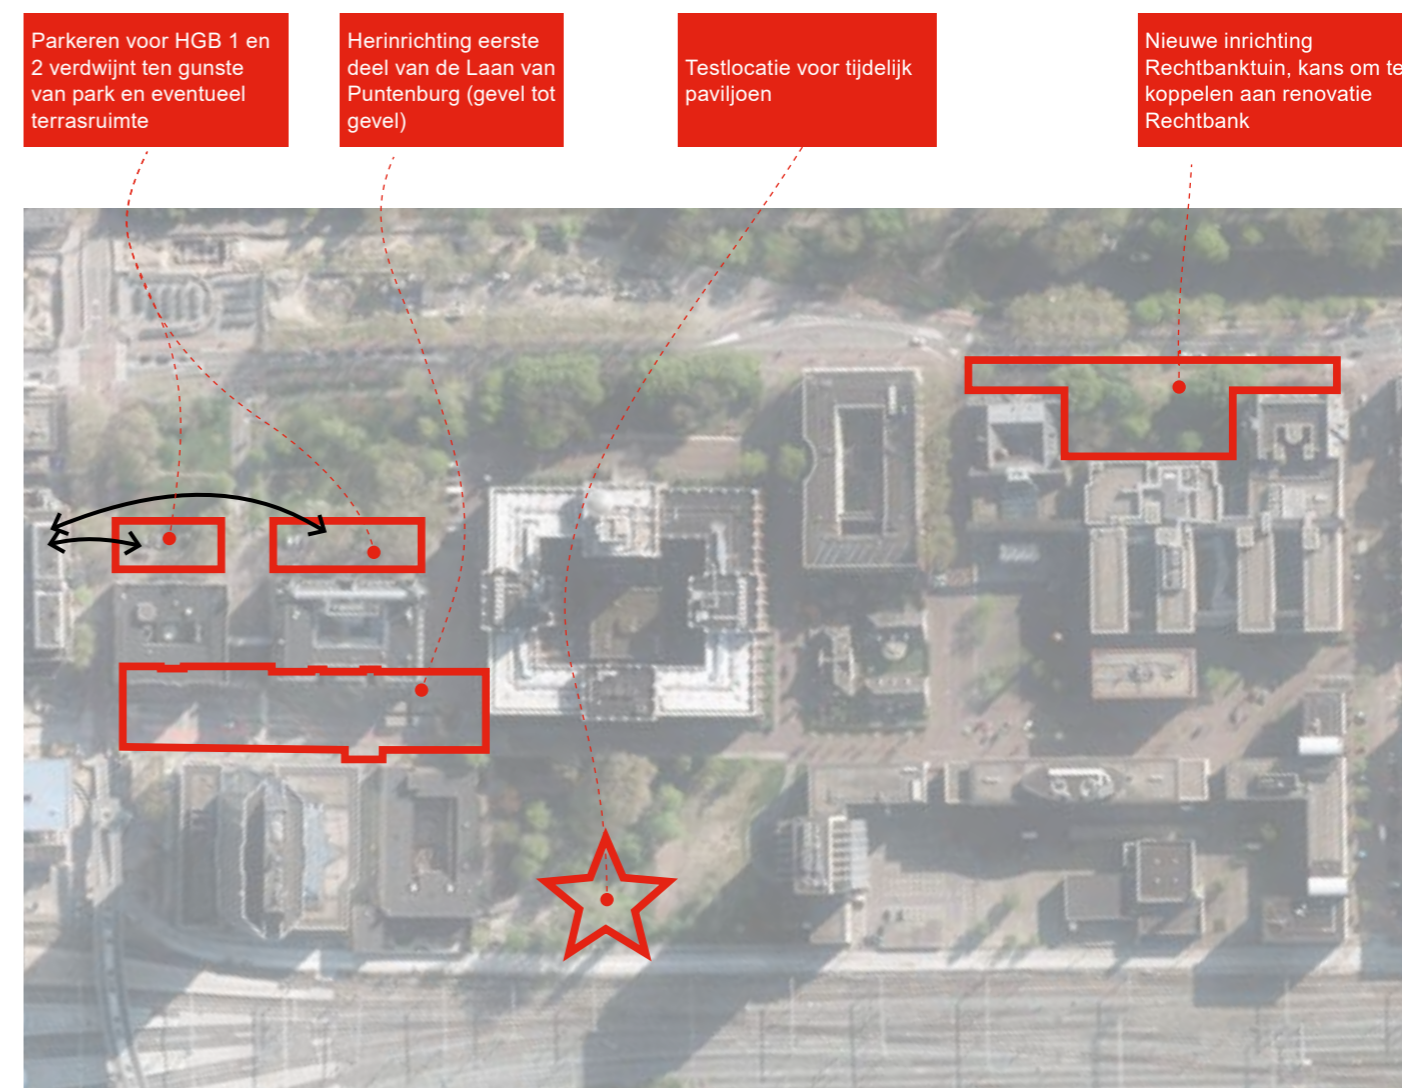 Parkeren voor HGB 1 en
2 verdwijnt ten gunste
van park en eventueel
terrasruimte
Herinrichting eerste
deel van de Laan van
Puntenburg (gevel tot
gevel)
Testlocatie voor tijdelijk
paviljoen
Nieuwe inrichting
Rechtbanktuin, kans om te
koppelen aan renovatie
Rechtbank